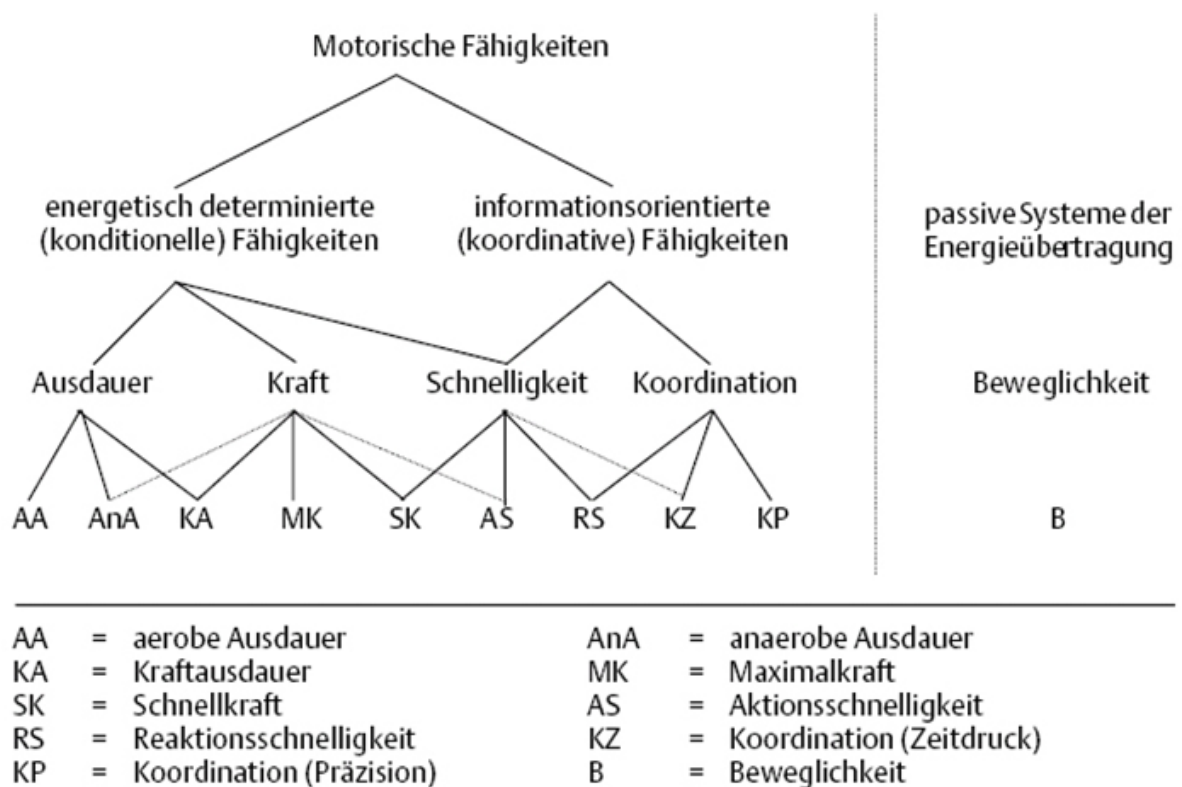 Motorische Fähigkeiten
energetisch determinierte
(konditionelle) Fähigkeiten
informationsorientierte
(koordinative) Fähigkeiten
passive Systeme der
Energieübertragung
Ausdauer Kraft Schnelligkeit Koordination Beweglichkeit
AA AnA KA MK SK AS RS KZ KP B
AA = aerobe Ausdauer AnA = anaerobe Ausdauer
KA = Kraftausdauer MK = Maximalkraft
SK = Schnellkraft AS = Aktionsschnelligkeit
RS = Reaktionsschnelligkeit KZ = Koordination (Zeitdruck)
KP = Koordination (Präzision) B = Beweglichkeit